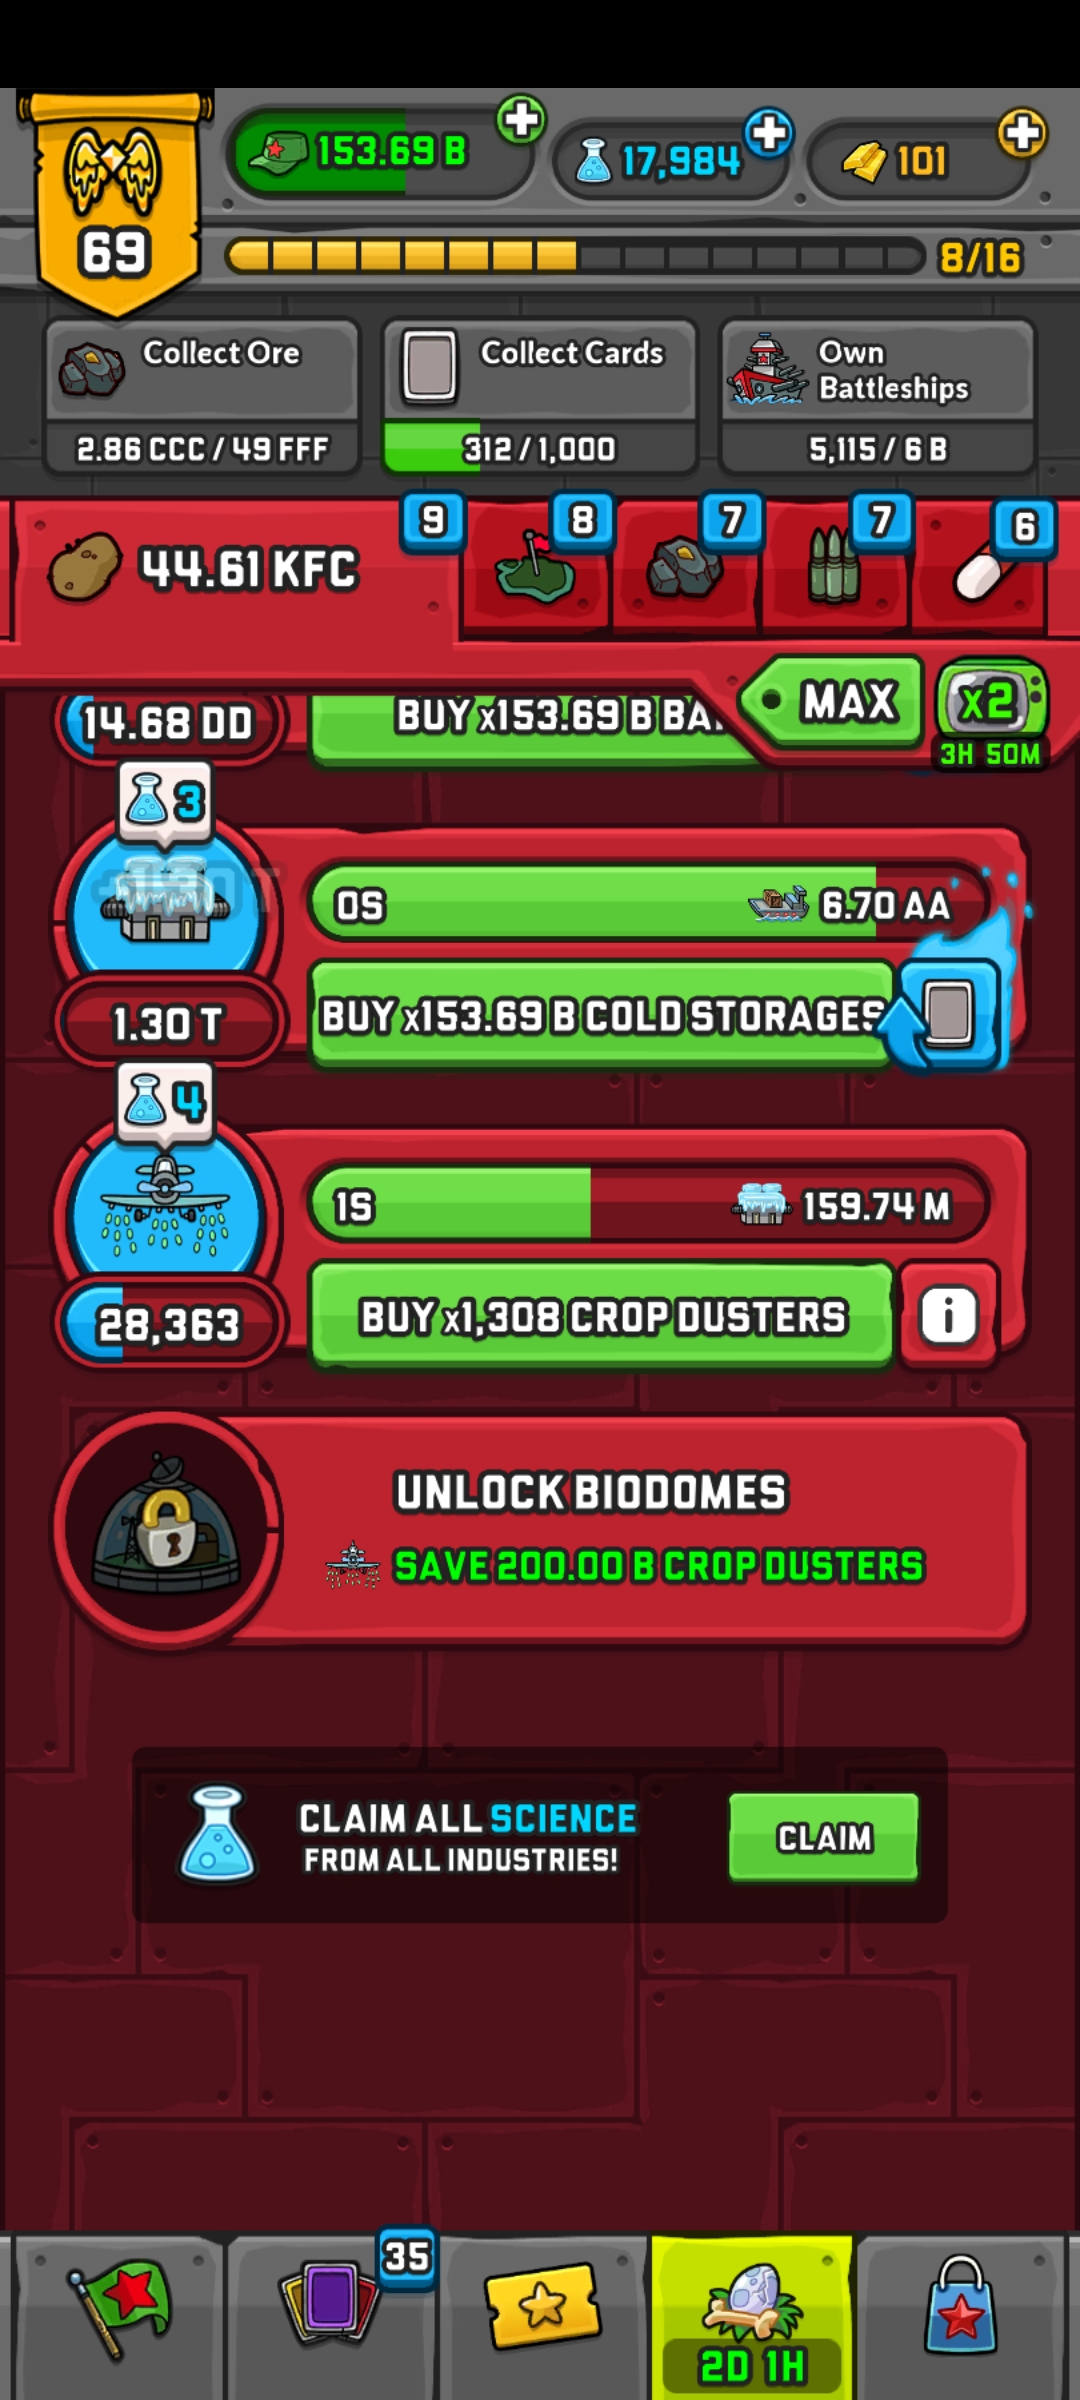 69
153.69 B
17,984
101
8/16
Collect Ore
2.86 CCC / 49 FFF
Collect Cards
312 / 1,000
Own
Battleships
5,115 / 6 B
44.61 KFC
9
8
7
7
6
MAX
x2
3H 50M
14.68 DD
BUY x153.69 B
3
0S
6.70 AA
1.30 T
BUY x153.69 B COLD STORAGES
4
1S
159.74 M
28,363
BUY x1,308 CROP DUSTERS
i
UNLOCK BIODOMES
SAVE 200.00 B CROP DUSTERS
CLAIM ALL SCIENCE
FROM ALL INDUSTRIES!
CLAIM
35
2D 1H